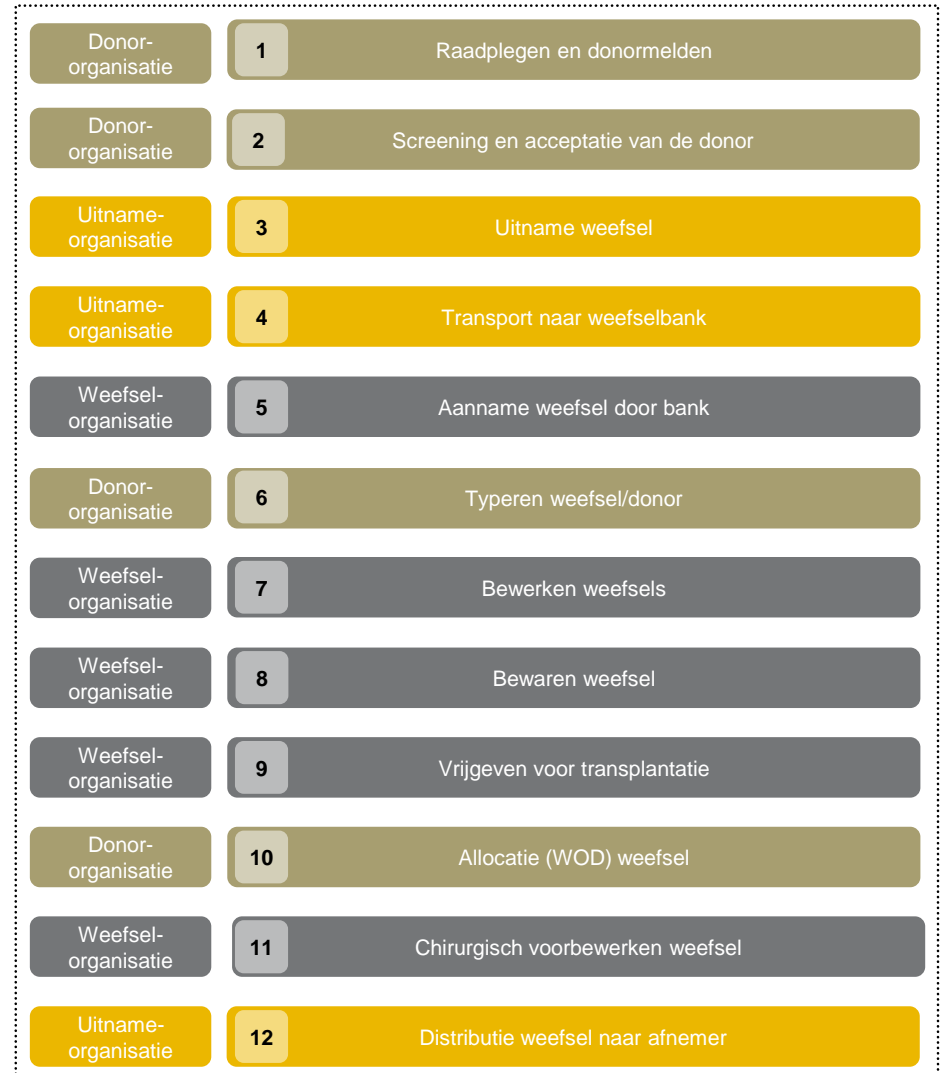 Donor-
organisatie
1
Raadplegen en donormelden
Donor-
organisatie
2
Screening en acceptatie van de donor
Uitname-
organisatie
3
Uitname weefsel
Uitname-
organisatie
4
Transport naar weefselbank
Weefsel-
organisatie
5
Aanname weefsel door bank
Donor-
organisatie
6
Typeren weefsel/donor
Weefsel-
organisatie
7
Bewerken weefsels
Weefsel-
organisatie
8
Bewaren weefsel
Weefsel-
organisatie
9
Vrijgeven voor transplantatie
Donor-
organisatie
10
Allocatie (WOD) weefsel
Weefsel-
organisatie
11
Chirurgisch voorbewerken weefsel
Uitname-
organisatie
12
Distributie weefsel naar afnemer